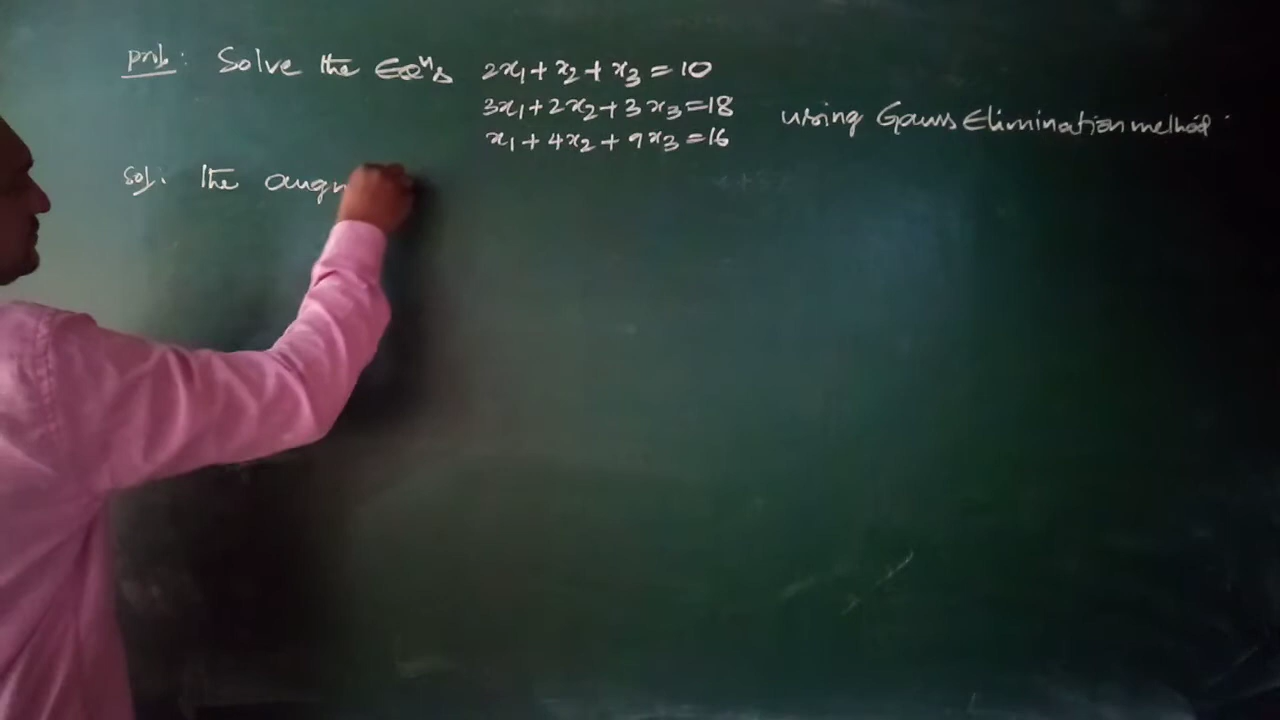 prob: Solve the Eqⁿs 2x₁ + x₂ + x₃ = 10
3x₁ + 2x₂ + 3x₃ = 18 using Gauss Elimination method.
x₁ + 4x₂ + 9x₃ = 16
Sol. The augm